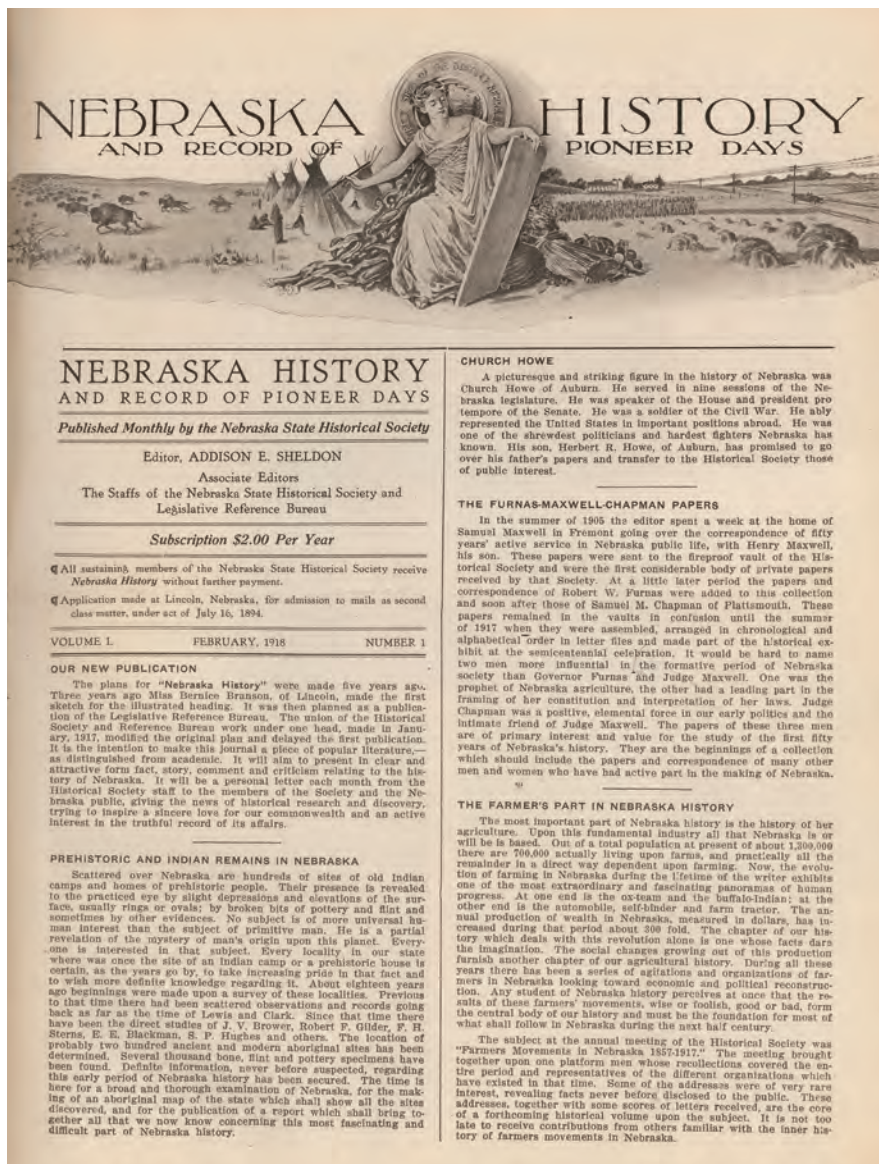 NEBRASKA HISTORY
AND RECORD OF PIONEER DAYS
NEBRASKA HISTORY
AND RECORD OF PIONEER DAYS
Published Monthly by the Nebraska State Historical Society
Editor, ADDISON E. SHELDON
Associate Editors
The Staffs of the Nebraska State Historical Society and
Legislative Reference Bureau
Subscription $2.00 Per Year
¶All sustaining members of the Nebraska State Historical Society receive
Nebraska History without further payment.
¶Application made at Lincoln, Nebraska, for admission to mails as second
class matter, under act of July 16, 1894.
VOLUME I. FEBRUARY, 1918 NUMBER 1
OUR NEW PUBLICATION
The plans for "Nebraska History" were made five years ago.
Three years ago Miss Bernice Branson, of Lincoln, made the first
sketch for the illustrated heading. It was then planned as a publica-
tion of the Legislative Reference Bureau. The union of the Historical
Society and Reference Bureau work under one head, made in Janu-
ary, 1917, modified the original plan and delayed the first publication.
It is the intention to make this journal a piece of popular literature,—
as distinguished from academic. It will aim to present in clear and
attractive form fact, story, comment and criticism relating to the his-
tory of Nebraska. It will be a personal letter each month from the
Historical Society staff to the members of the Society and the Ne-
braska public, giving the news of historical research and discovery,
trying to inspire a sincere love for our commonwealth and an active
interest in the truthful record of its affairs.
PREHISTORIC AND INDIAN REMAINS IN NEBRASKA
Scattered over Nebraska are hundreds of sites of old Indian
camps and homes of prehistoric people. Their presence is revealed
to the practiced eye by slight depressions and elevations of the sur-
face, usually rings or ovals; by broken bits of pottery and flint and
sometimes by other evidences. No subject is of more universal hu-
man interest than the subject of primitive man. He is a partial
revelation of the mystery of man's origin upon this planet. Every-
one is interested in that subject. Every locality in our state
where was once the site of an Indian camp or a prehistoric house is
certain, as the years go by, to take increasing pride in that fact and
to wish more definite knowledge regarding it. About eighteen years
ago beginnings were made upon a survey of these localities. Previous
to that time there had been scattered observations and records going
back as far as the time of Lewis and Clark. Since that time there
have been the direct studies of J. V. Brower, Robert F. Gilder, F. H.
Sterns, E. E. Blackman, S. P. Hughes and others. The location of
probably two hundred ancient and modern aboriginal sites has been
determined. Several thousand bone, flint and pottery specimens have
been found. Definite information, never before suspected, regarding
this early period of Nebraska history has been secured. The time is
here for a broad and thorough examination of Nebraska, for the mak-
ing of an aboriginal map of the state which shall show all the sites
discovered, and for the publication of a report which shall bring to-
gether all that we now know concerning this most fascinating and
difficult part of Nebraska history.
CHURCH HOWE
A picturesque and striking figure in the history of Nebraska was
Church Howe of Auburn. He served in nine sessions of the Ne-
braska legislature. He was speaker of the House and president pro
tempore of the Senate. He was a soldier of the Civil War. He ably
represented the United States in important positions abroad. He was
one of the shrewdest politicians and hardest fighters Nebraska has
known. His son, Herbert R. Howe, of Auburn, has promised to go
over his father's papers and transfer to the Historical Society those
of public interest.
THE FURNAS-MAXWELL-CHAPMAN PAPERS
In the summer of 1905 the editor spent a week at the home of
Samuel Maxwell in Fremont going over the correspondence of fifty
years' active service in Nebraska public life, with Henry Maxwell,
his son. These papers were sent to the fireproof vault of the His-
torical Society and were the first considerable body of private papers
received by that Society. At a little later period the papers and
correspondence of Robert W. Furnas were added to this collection
and soon after those of Samuel M. Chapman of Plattsmouth. These
papers remained in the vaults in confusion until the summer
of 1917 when they were assembled, arranged in chronological and
alphabetical order in letter files and made part of the historical ex-
hibit at the semicentennial celebration. It would be hard to name
two men more influential in the formative period of Nebraska
society than Governor Furnas and Judge Maxwell. One was the
prophet of Nebraska agriculture, the other had a leading part in the
framing of her constitution and interpretation of her laws. Judge
Chapman was a positive, elemental force in our early politics and the
intimate friend of Judge Maxwell. The papers of these three men
are of primary interest and value for the study of the first fifty
years of Nebraska's history. They are the beginnings of a collection
which should include the papers and correspondence of many other
men and women who have had active part in the making of Nebraska.
THE FARMER'S PART IN NEBRASKA HISTORY
The most important part of Nebraska history is the history of her
agriculture. Upon this fundamental industry all that Nebraska is or
will be is based. Out of a total population at present of about 1,300,000
there are 700,000 actually living upon farms, and practically all the
remainder in a direct way dependent upon farming. Now, the evolu-
tion of farming in Nebraska during the lifetime of the writer exhibits
one of the most extraordinary and fascinating panoramas of human
progress. At one end is the ox-team and the buffalo-Indian; at the
other end is the automobile, self-binder and farm tractor. The an-
nual production of wealth in Nebraska, measured in dollars, has in-
creased during that period about 300 fold. The chapter of our his-
tory which deals with this revolution alone is one whose facts dare
the imagination. The social changes growing out of this production
furnish another chapter of our agricultural history. During all these
years there has been a series of agitations and organizations of far-
mers in Nebraska looking toward economic and political reconstruc-
tion. Any student of Nebraska history perceives at once that the re-
sults of these farmers' movements, wise or foolish, good or bad, form
the central body of our history and must be the foundation for most of
what shall follow in Nebraska during the next half century.
The subject at the annual meeting of the Historical Society was
"Farmers Movements in Nebraska 1857-1917." The meeting brought
together upon one platform men whose recollections covered the en-
tire period and representatives of the different organizations which
have existed in that time. Some of the addresses were of very rare
interest, revealing facts never before disclosed to the public. These
addresses, together with some scores of letters received, are the core
of a forthcoming historical volume upon the subject. It is not too
late to receive contributions from others familiar with the inner his-
tory of farmers movements in Nebraska.